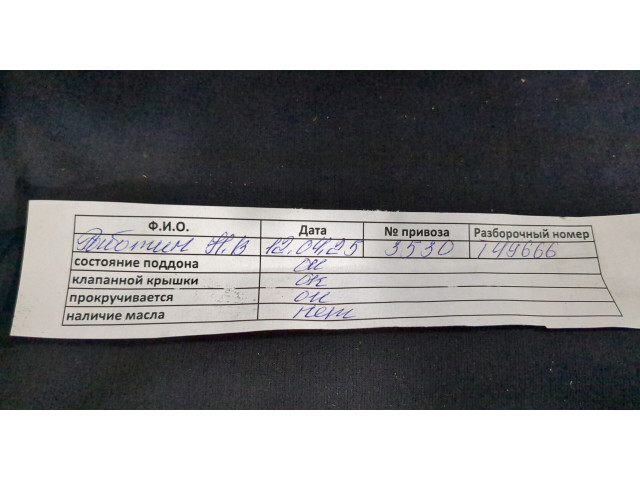 Ф.И.О. Дата № привоза Разборочный номер
Н.В 12.04.25 3530 149666
состояние поддона ок
клапанной крышки ок
прокручивается ок
наличие масла нет